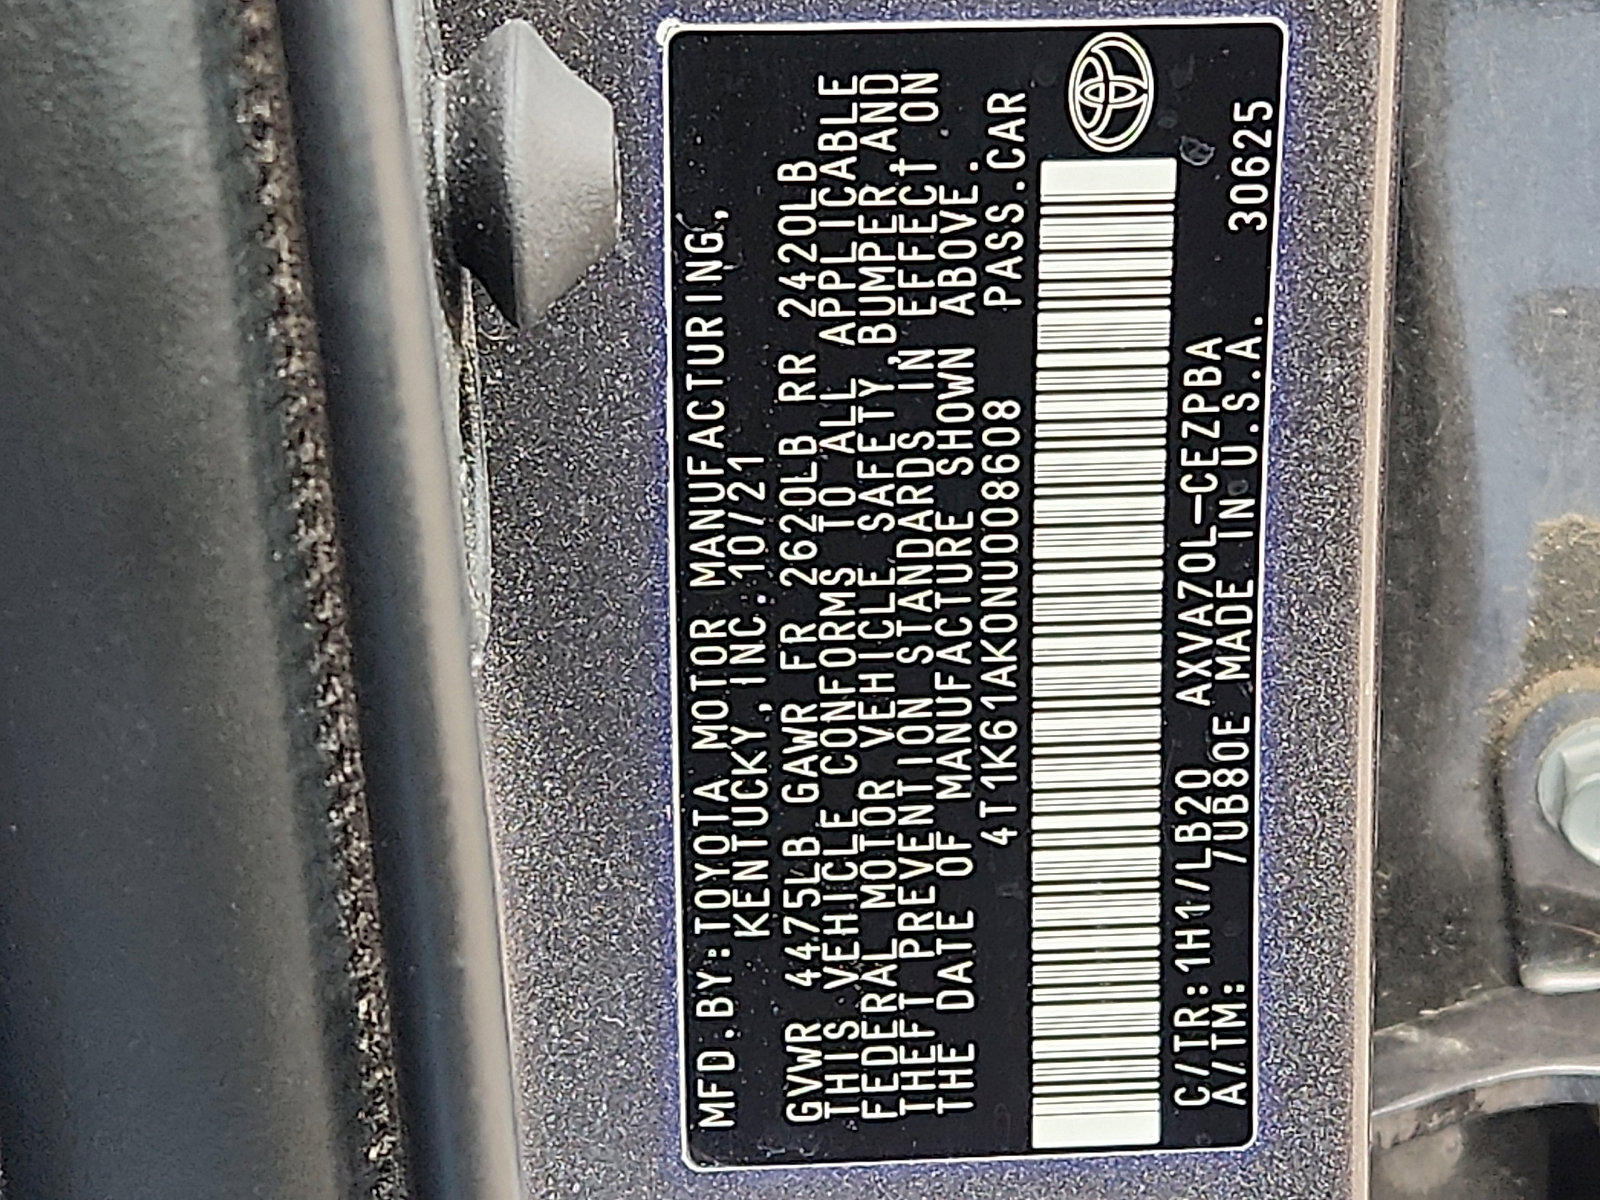 MFD.BY:TOYOTA MOTOR MANUFACTURING,
KENTUCKY, INC. 10/21
GVWR 4475LB GAWR FR 2620LB RR 2420LB
THIS VEHICLE CONFORMS TO ALL APPLICABLE
FEDERAL MOTOR VEHICLE SAFETY, BUMPER, AND
THEFT PREVENTION STANDARDS IN EFFECT ON
THE DATE OF MANUFACTURE SHOWN ABOVE.
4T1K61AK0NU008608 PASS.CAR
C/TR: 1H1/LB20 AXVA70L-CEZPBA
A/TM: /UB80E MADE IN U.S.A. 30625